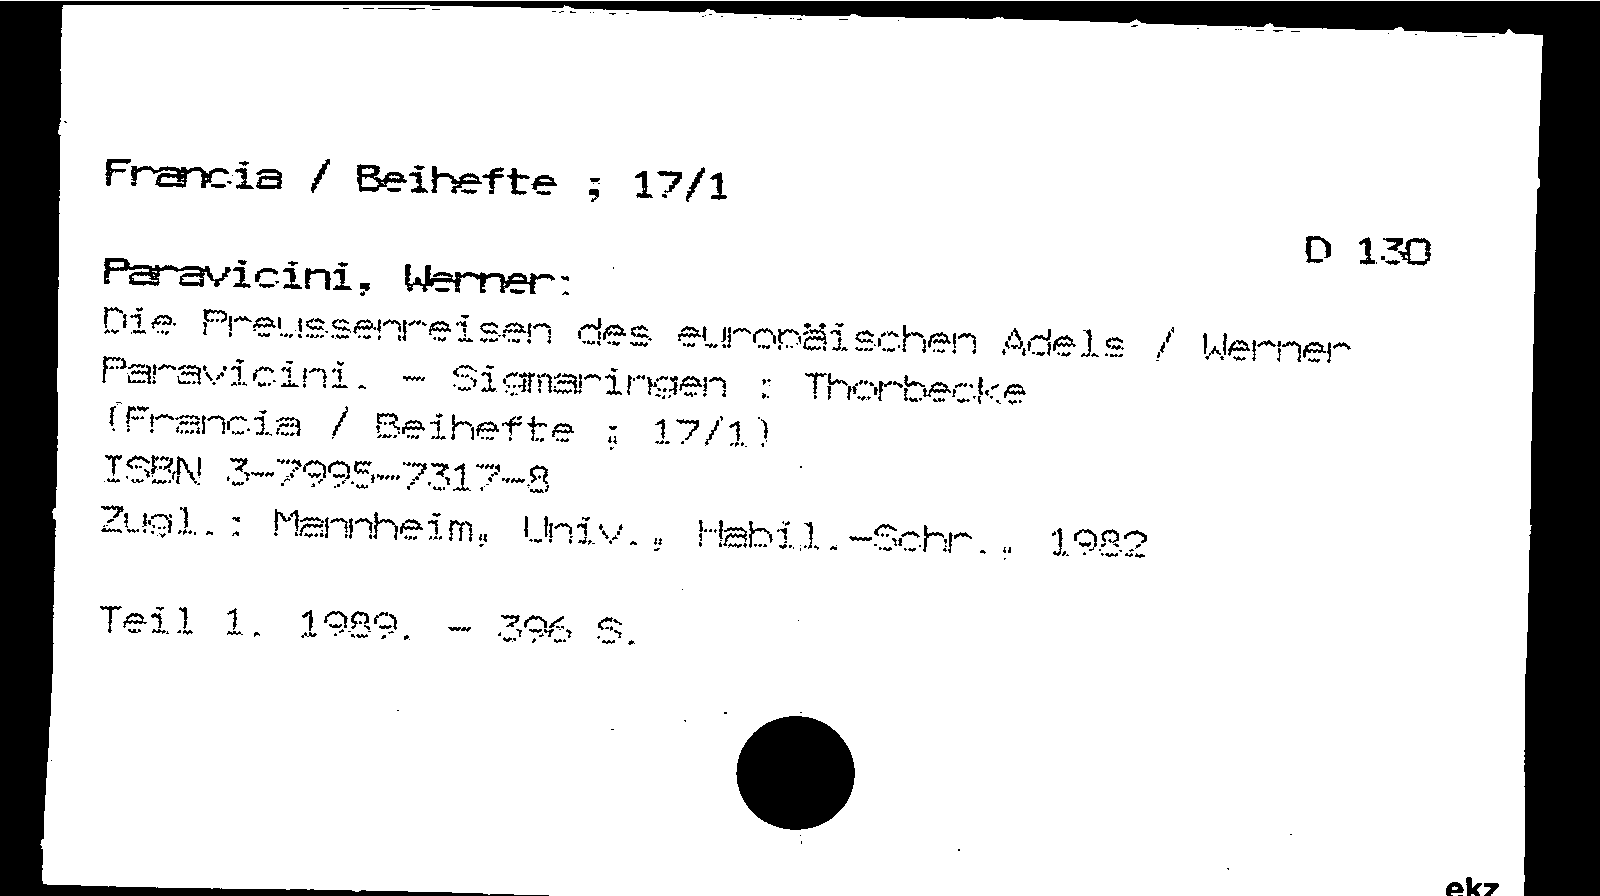 Francia / Beihefte ; 17/1
D 130
Paravicini, Werner:
Die Preussenreisen des europäischen Adels / Werner
Paravicini. - Sigmaringen : Thorbecke
(Francia / Beihefte ; 17/1)
ISBN 3-7995-7317-8
Zugl.: Mannheim, Univ., Habil.-Schr., 1982
Teil 1. 1989. - 396 S.
ekz